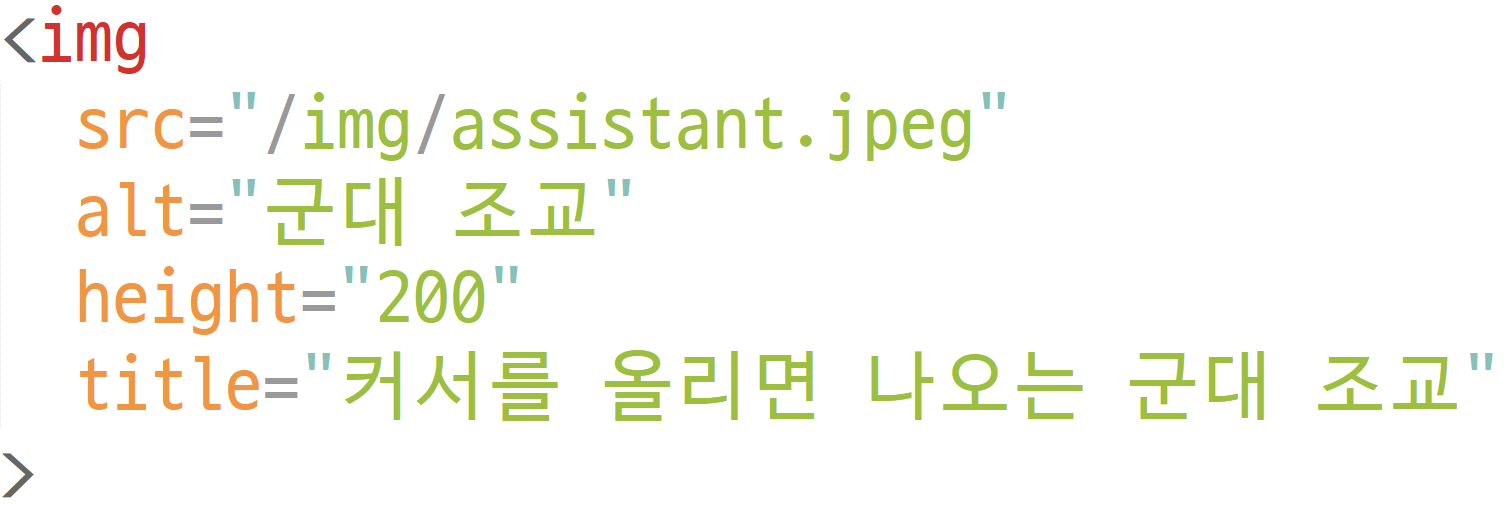 <img
src="/img/assistant.jpeg"
alt="군대 조교"
height="200"
title="커서를 올리면 나오는 군대 조교"
>